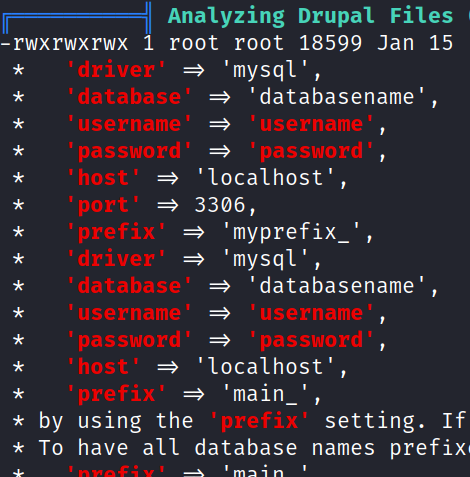 Analyzing Drupal Files
-rwxrwxrwx 1 root root 18599 Jan 15
 *   'driver' => 'mysql',
 *   'database' => 'databasename',
 *   'username' => 'username',
 *   'password' => 'password',
 *   'host' => 'localhost',
 *   'port' => 3306,
 *   'prefix' => 'myprefix_',
 *   'driver' => 'mysql',
 *   'database' => 'databasename',
 *   'username' => 'username',
 *   'password' => 'password',
 *   'host' => 'localhost',
 *   'prefix' => 'main_',
 * by using the 'prefix' setting. If
 * To have all database names prefixe
 *   'prefix' => 'main_'